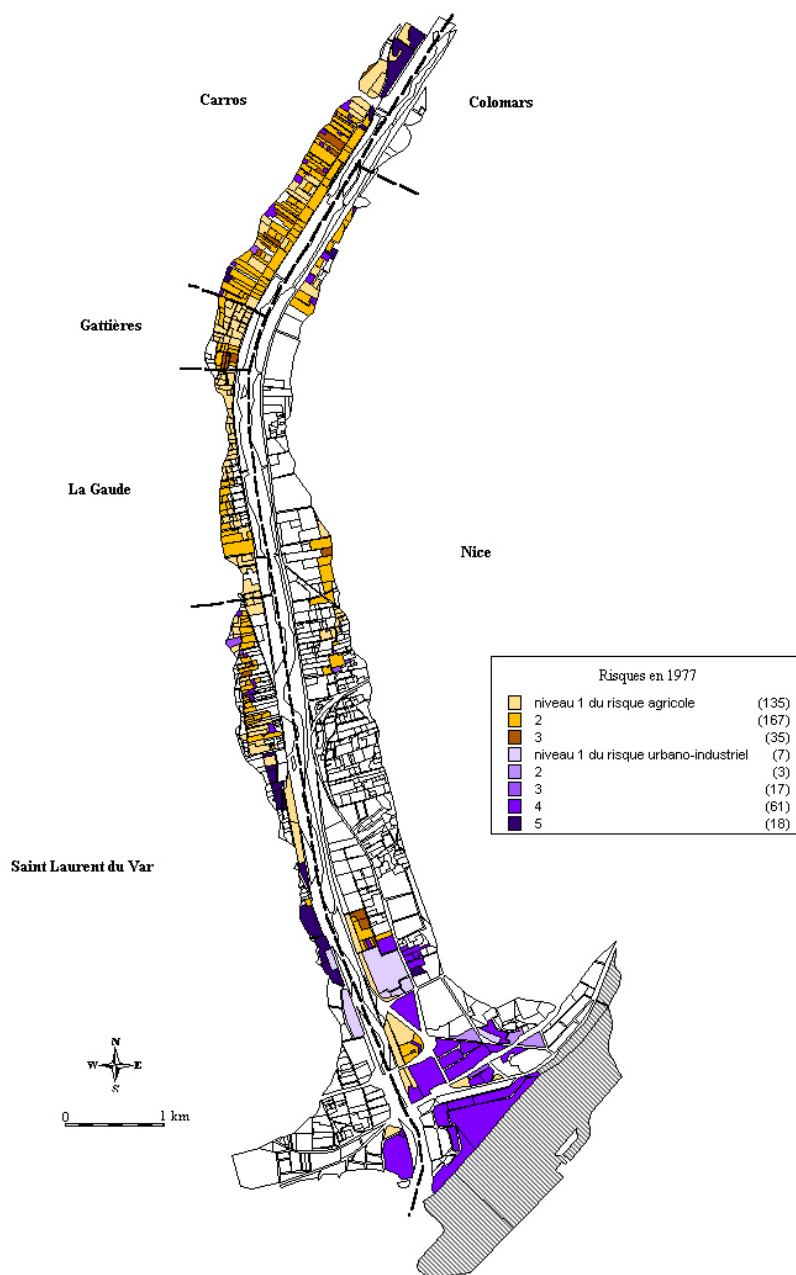 Carros
Colomars
Gattières
La Gaude
Nice
Risques en 1977
niveau 1 du risque agricole (135)
2 (167)
3 (35)
niveau 1 du risque urbano-industriel (7)
2 (3)
3 (17)
4 (61)
5 (18)
Saint Laurent du Var
N
W E
S
0 1 km